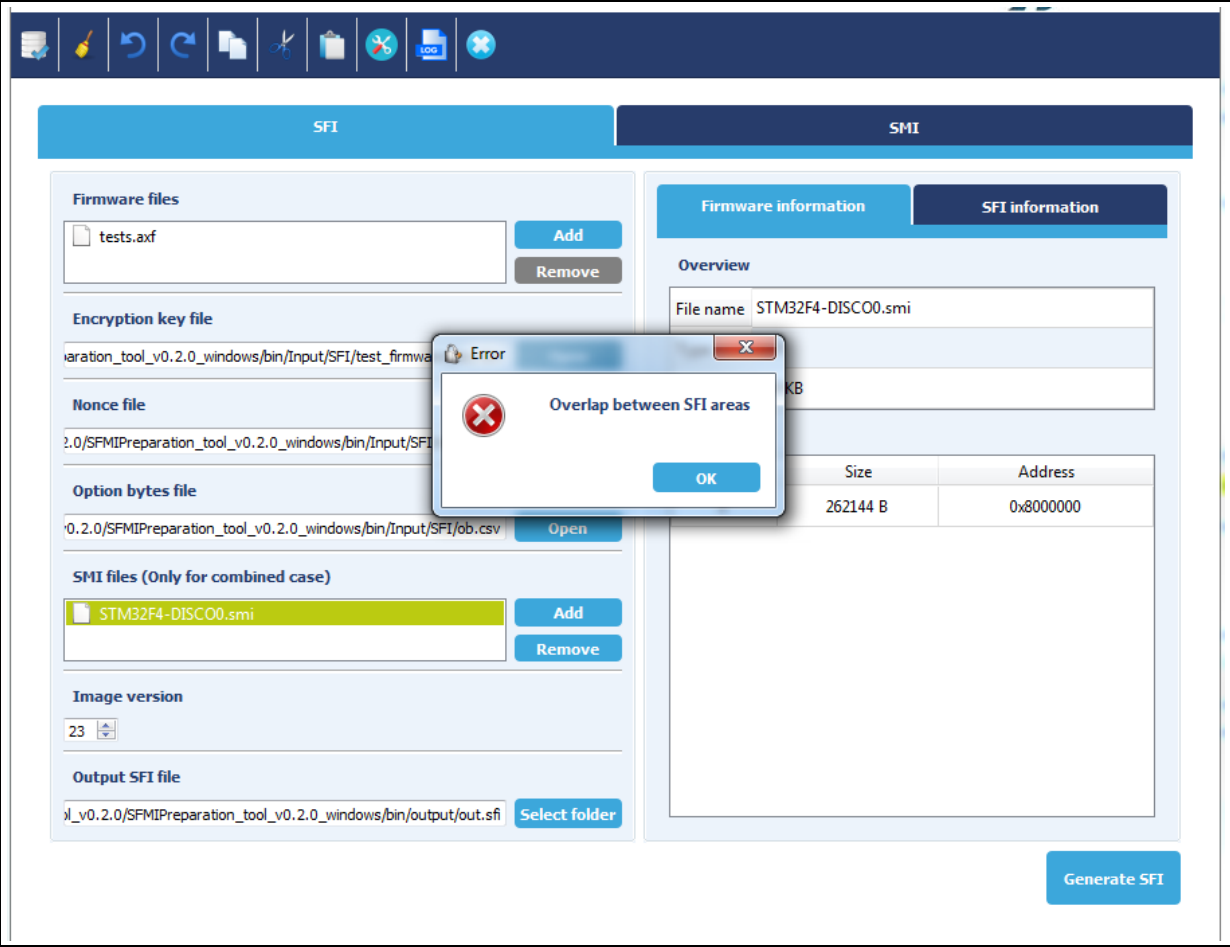 LOG
SFI
SMI
Firmware files
tests.axf
Add
Remove
Encryption key file
paration_tool_v0.2.0_windows/bin/Input/SFI/test_firmwa
Nonce file
2.0/SFMIPreparation_tool_v0.2.0_windows/bin/Input/SFI
Option bytes file
v0.2.0/SFMIPreparation_tool_v0.2.0_windows/bin/Input/SFI/ob.csv
Open
SMI files (Only for combined case)
STM32F4-DISCO0.smi
Add
Remove
Image version
23
Output SFI file
ol_v0.2.0/SFMIPreparation_tool_v0.2.0_windows/bin/output/out.sfi
Select folder
Firmware information
SFI information
Overview
File name STM32F4-DISCO0.smi
KB
Size Address
262144 B 0x8000000
Error
Overlap between SFI areas
OK
Generate SFI